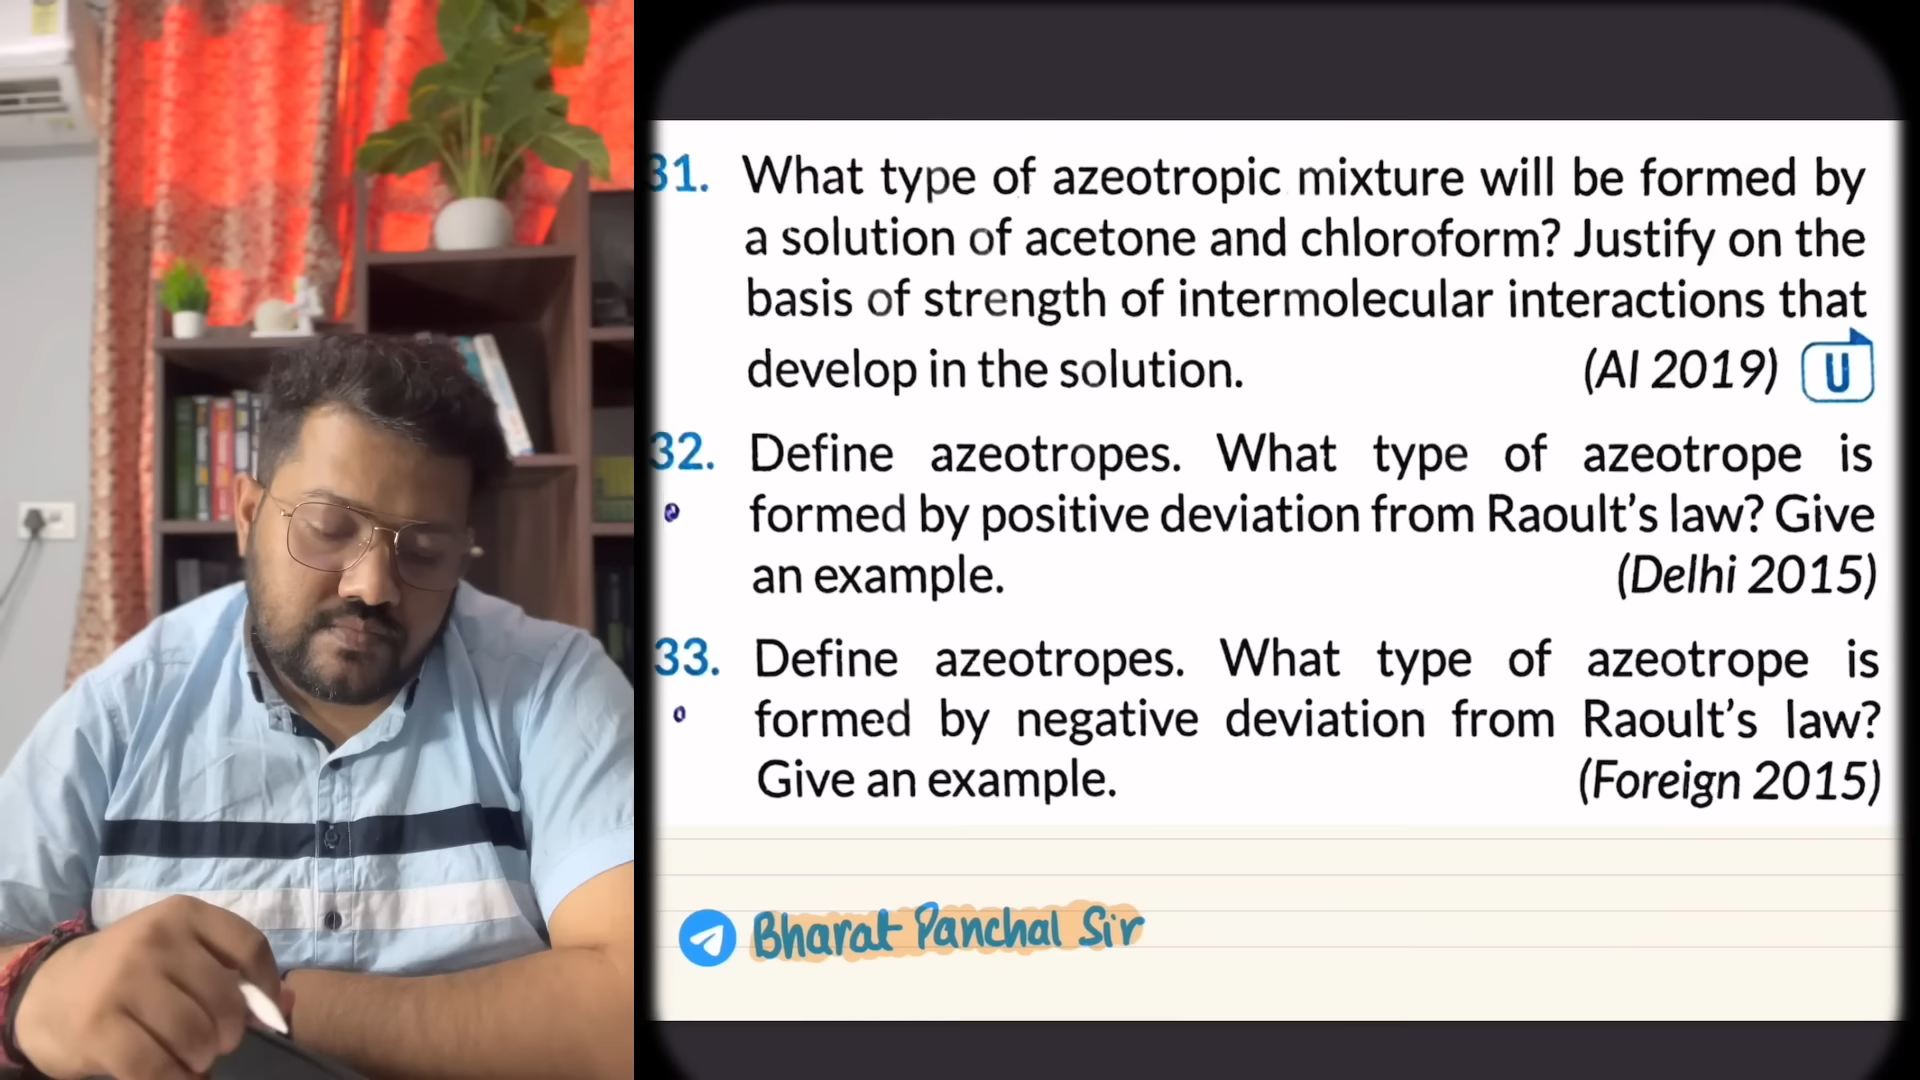 31. What type of azeotropic mixture will be formed by
a solution of acetone and chloroform? Justify on the
basis of strength of intermolecular interactions that
develop in the solution. (AI 2019) U
32. Define azeotropes. What type of azeotrope is
formed by positive deviation from Raoult's law? Give
an example. (Delhi 2015)
33. Define azeotropes. What type of azeotrope is
formed by negative deviation from Raoult's law?
Give an example. (Foreign 2015)
Bharat Panchal Sir